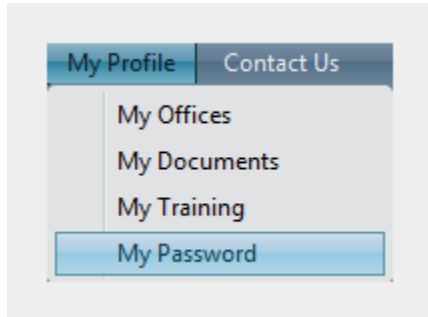 My Profile Contact Us
My Offices
My Documents
My Training
My Password